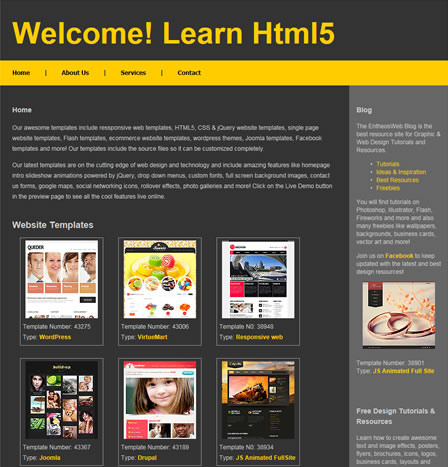 Welcome! Learn Html5
Home | About Us | Services | Contact
Home
Our awesome templates include responsive web templates, HTML5, CSS & jQuery website templates, single page
website templates, Flash templates, ecommerce website templates, wordpress themes, Joomla templates, Facebook
templates and more! Our templates include the source files so it can be customized completely.
Our latest templates are on the cutting edge of web design and technology and include amazing features like homepage
intro slideshow animations powered by jQuery, drop down menus, custom fonts, full screen background images, contact
us forms, google maps, social networking icons, rollover effects, photo galleries and more! Click on the Live Demo button
in the preview page to see all the cool features live online.
Website Templates
Template Number: 43275
Type: WordPress
Template Number: 43006
Type: VirtueMart
Template N0: 38948
Type: Responsive web
Template Number: 43367
Type: Joomla
Template Number: 43189
Type: Drupal
Template N0: 38934
Type: JS Animated FullSite
Blog
The EntheosWeb Blog is the
best resource site for Graphic
& Web Design Tutorials and
Resources.
• Tutorials
• Ideas & Inspiration
• Best Resources
• Freebies
You will find tutorials on
Photoshop, Illustrator, Flash,
Fireworks and more and also
many freebies like wallpapers,
backgrounds, business cards,
vector art and more!
Join us on Facebook to keep
updated with the latest and best
design resources!
Template Number: 38901
Type: JS Animated Full Site
Free Design Tutorials &
Resources
Learn how to create awesome
text and image effects, posters,
flyers, brochures, icons, logos,
business cards, layouts and